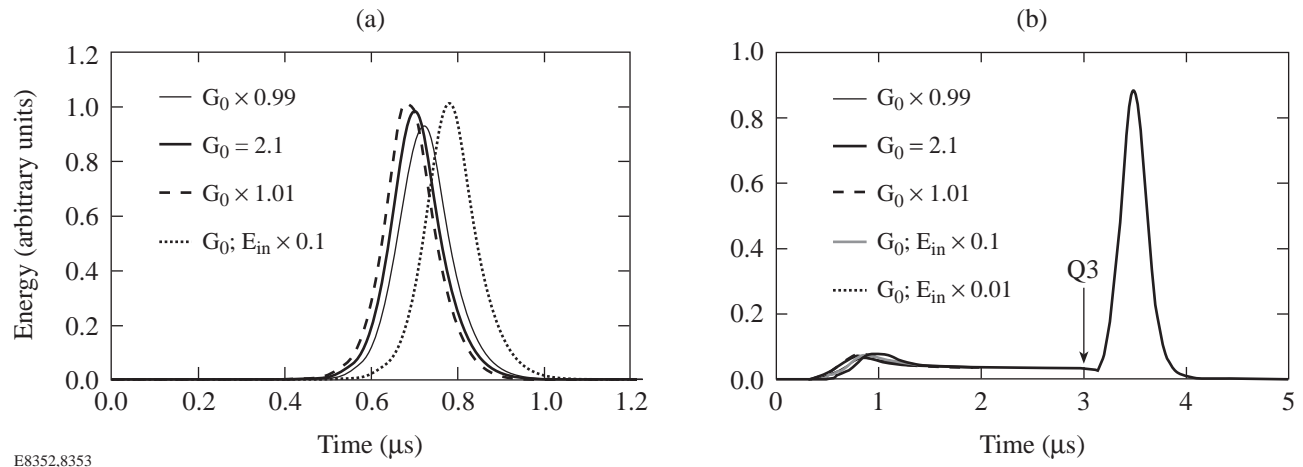 (a)
1.2
1.0
0.8
0.6
0.4
0.2
0.0
Energy (arbitrary units)
G0 × 0.99
G0 = 2.1
G0 × 1.01
G0; Ein × 0.1
0.0 0.2 0.4 0.6 0.8 1.0 1.2
Time (μs)
(b)
1.0
0.8
0.6
0.4
0.2
0.0
G0 × 0.99
G0 = 2.1
G0 × 1.01
G0; Ein × 0.1
G0; Ein × 0.01
Q3
0 1 2 3 4 5
Time (μs)
E8352,8353